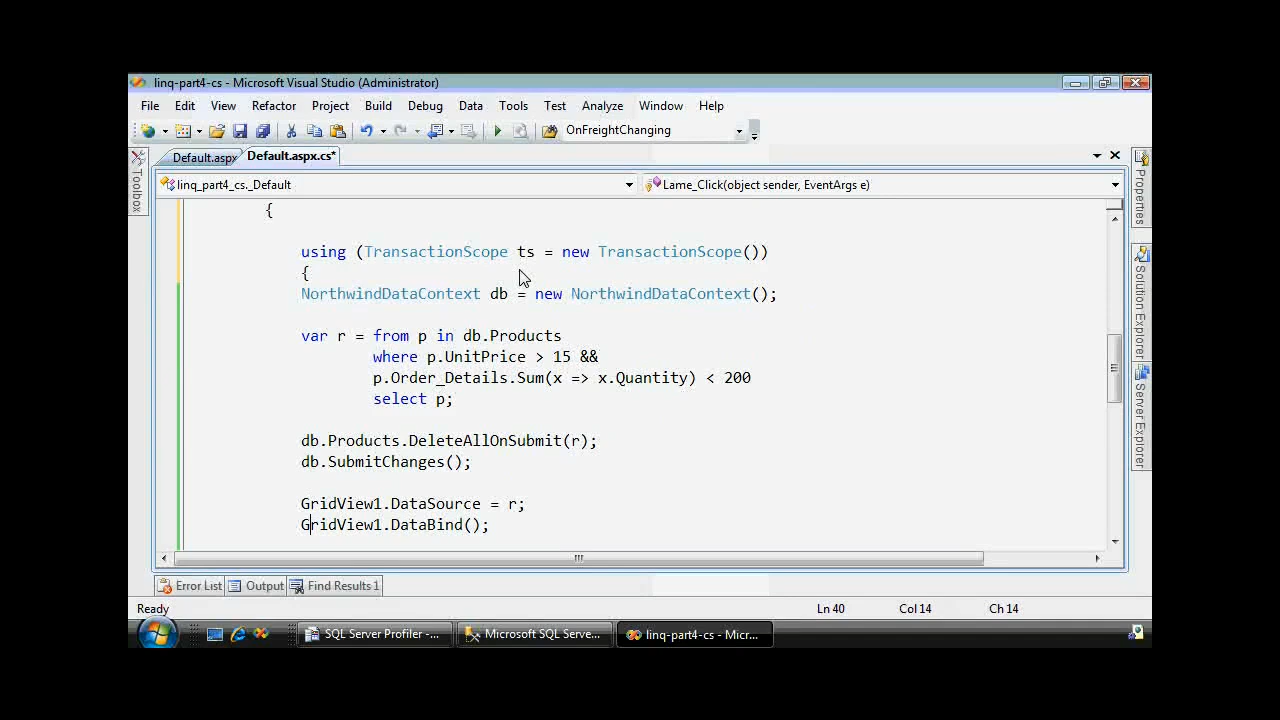 linq-part4-cs - Microsoft Visual Studio (Administrator)
File Edit View Refactor Project Build Debug Data Tools Test Analyze Window Help
OnFreightChanging
Default.aspx Default.aspx.cs*
linq_part4_cs._Default Lame_Click(object sender, EventArgs e)
Toolbox
Properties
Solution Explorer
Server Explorer
{
using (TransactionScope ts = new TransactionScope())
{
NorthwindDataContext db = new NorthwindDataContext();
var r = from p in db.Products
where p.UnitPrice > 15 &&
p.Order_Details.Sum(x => x.Quantity) < 200
select p;
db.Products.DeleteAllOnSubmit(r);
db.SubmitChanges();
GridView1.DataSource = r;
GridView1.DataBind();
Error List Output Find Results 1
Ready Ln 40 Col 14 Ch 14
SQL Server Profiler -... Microsoft SQL Serve... linq-part4-cs - Micr...